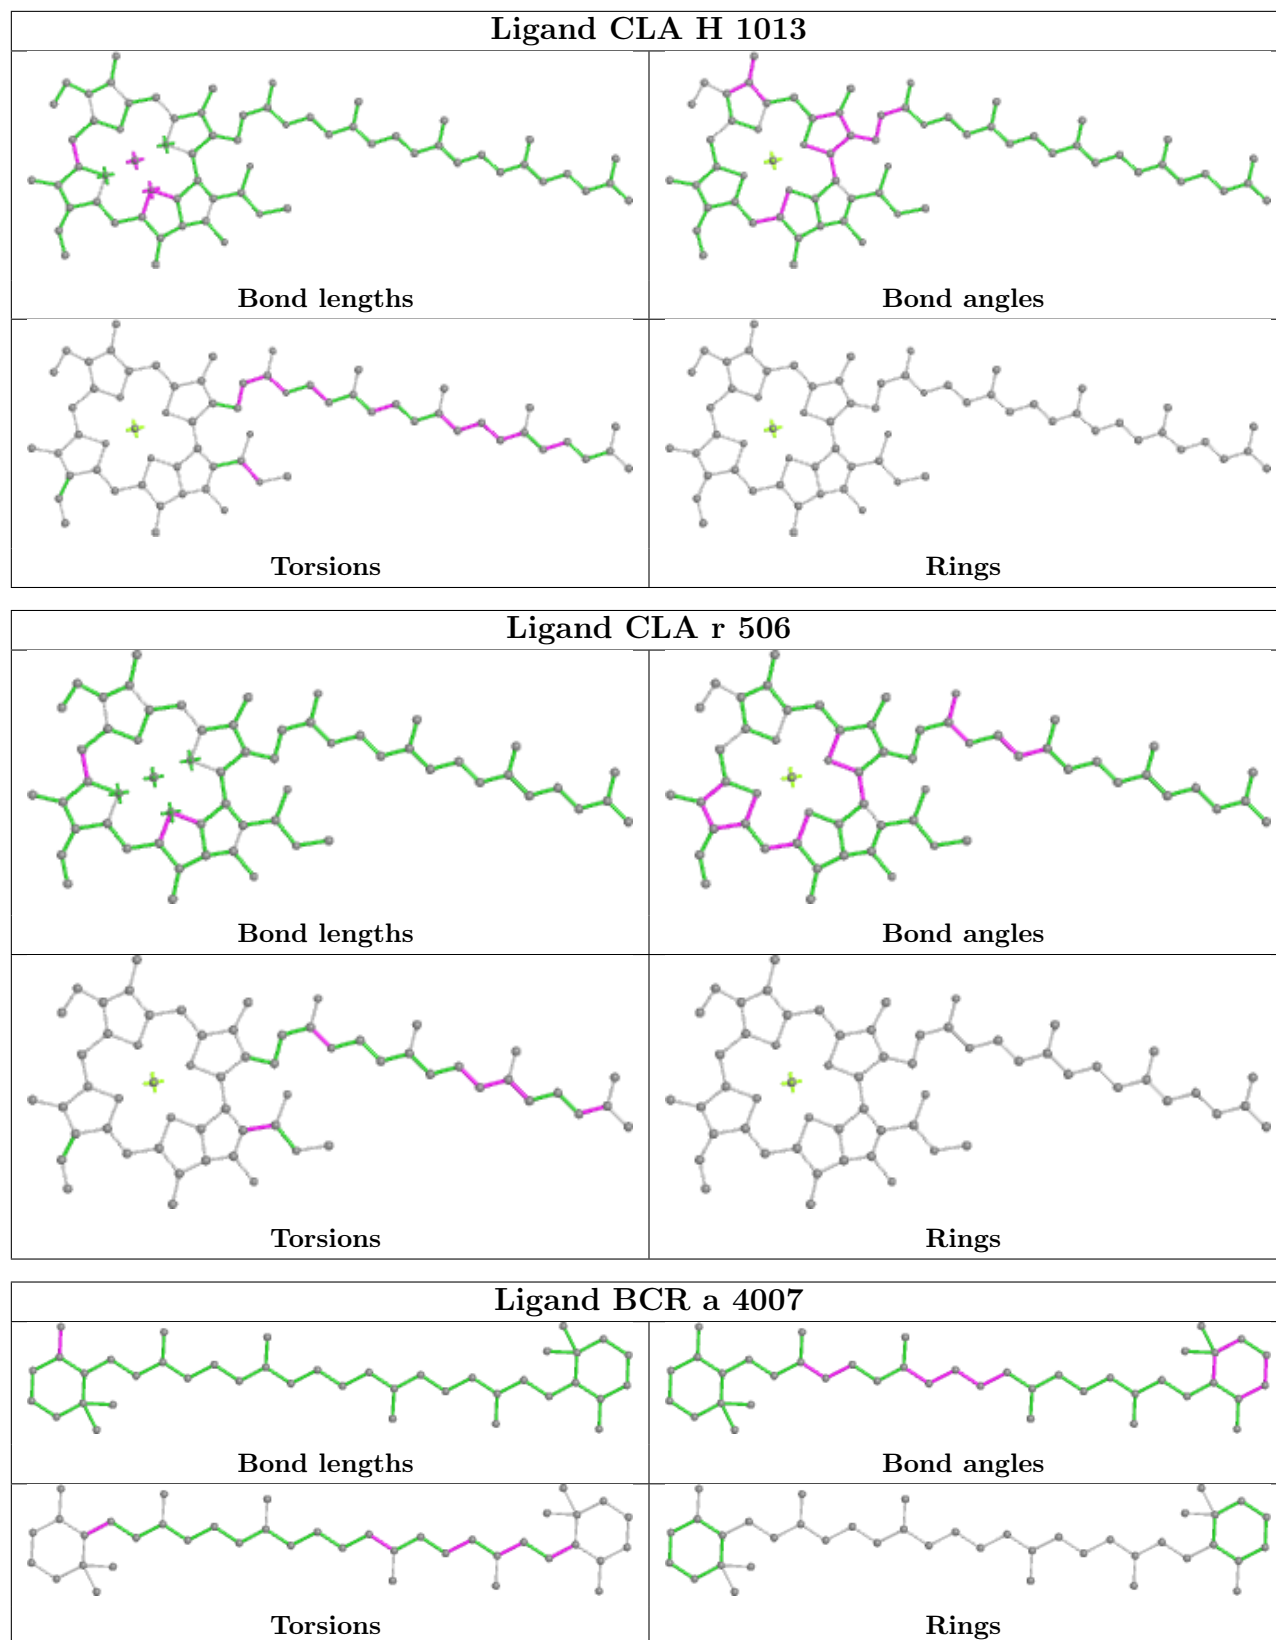 Ligand CLA H 1013
Bond lengths
Bond angles
Torsions
Rings
Ligand CLA r 506
Bond lengths
Bond angles
Torsions
Rings
Ligand BCR a 4007
Bond lengths
Bond angles
Torsions
Rings